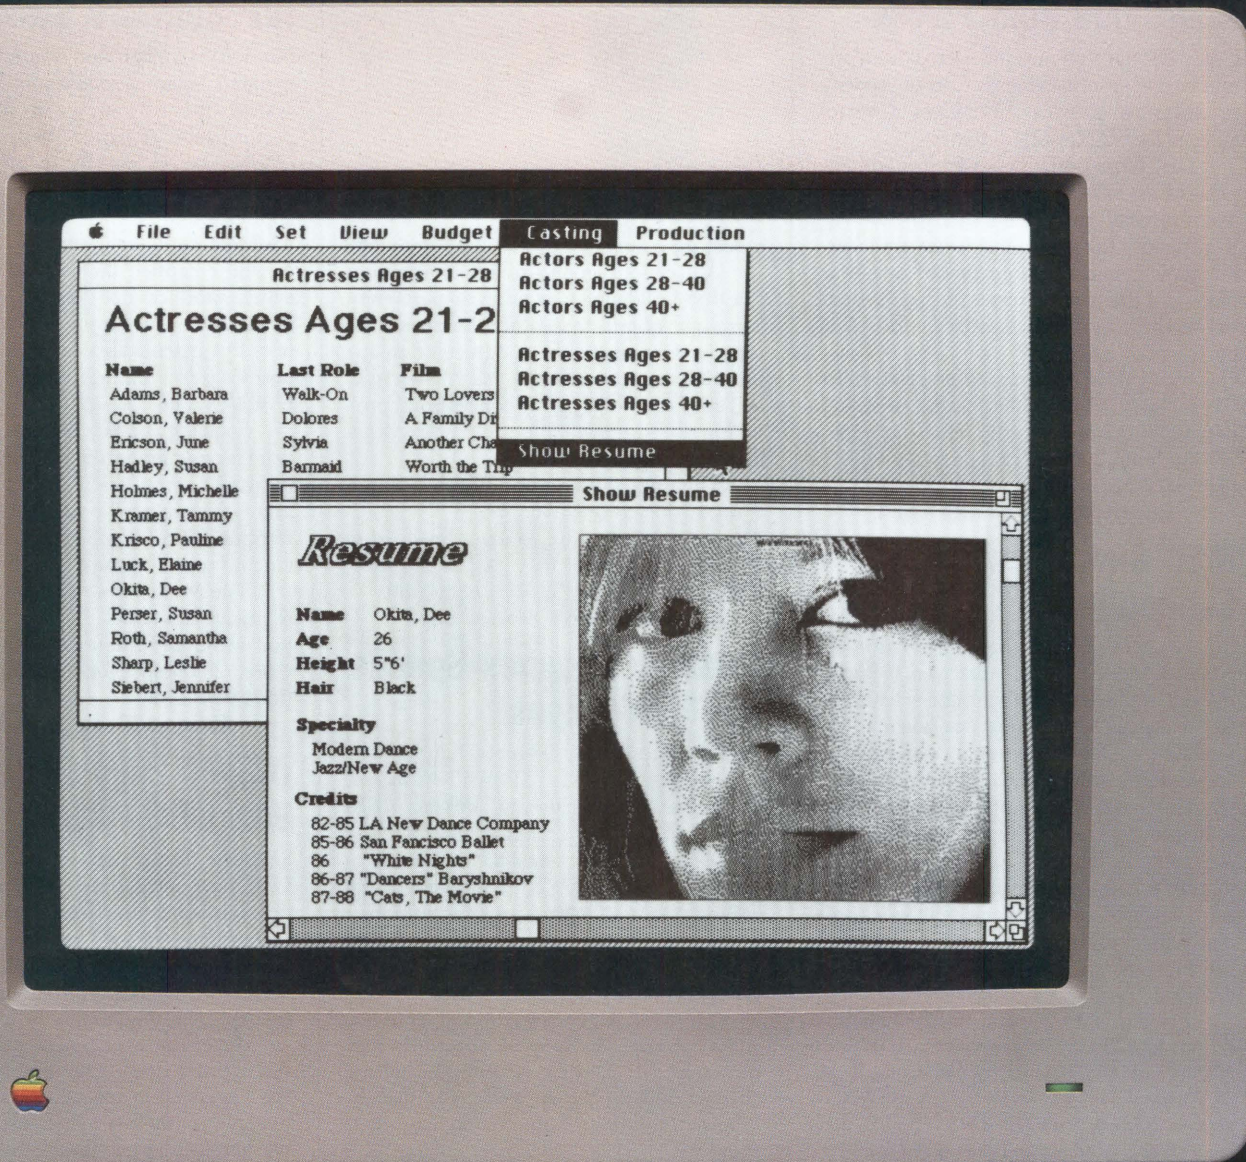 File Edit Set View Budget Casting Production
Actresses Ages 21-28
Actresses Ages 21-2
Name Last Role Film
Adams, Barbara Walk-On Two Lovers
Colson, Valerie Dolores A Family Di
Ericson, June Sylvia Another Cha
Hadley, Susan Barmaid Worth the Trip
Holmes, Michelle
Kramer, Tammy
Krisco, Pauline
Luck, Elaine
Okita, Dee
Perser, Susan
Roth, Samantha
Sharp, Leslie
Siebert, Jennifer
Actors Ages 21-28
Actors Ages 28-40
Actors Ages 40+
Actresses Ages 21-28
Actresses Ages 28-40
Actresses Ages 40+
Show Resume
Show Resume
Resume
Name Okita, Dee
Age 26
Height 5"6'
Hair Black
Specialty
Modern Dance
Jazz/New Age
Credits
82-85 LA New Dance Company
85-86 San Fancisco Ballet
86 "White Nights"
86-87 "Dancers" Baryshnikov
87-88 "Cats, The Movie"